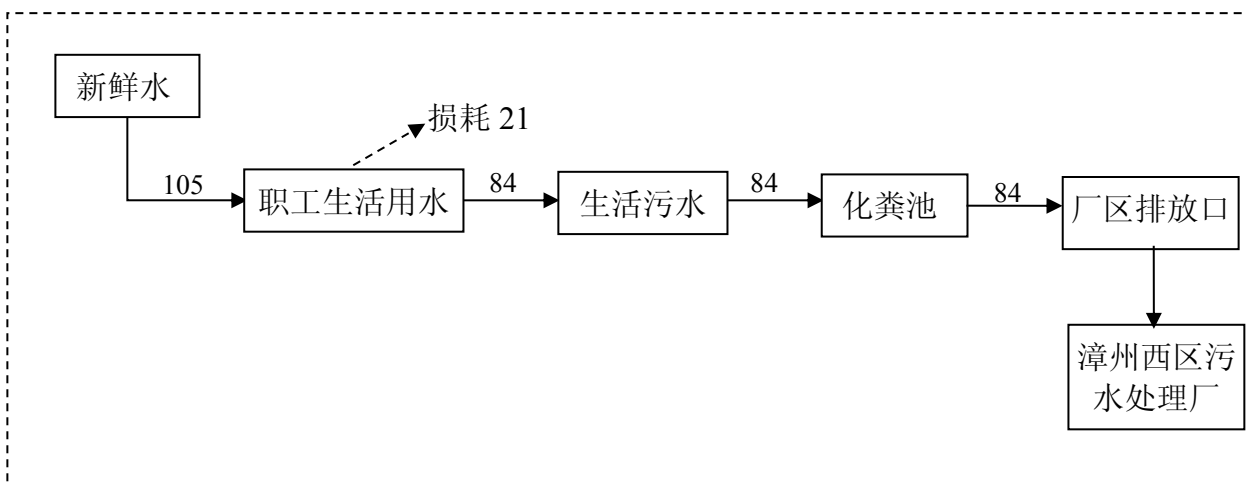 新鲜水
损耗 21
105
职工生活用水
84
生活污水
84
化粪池
84
厂区排放口
漳州西区污
水处理厂